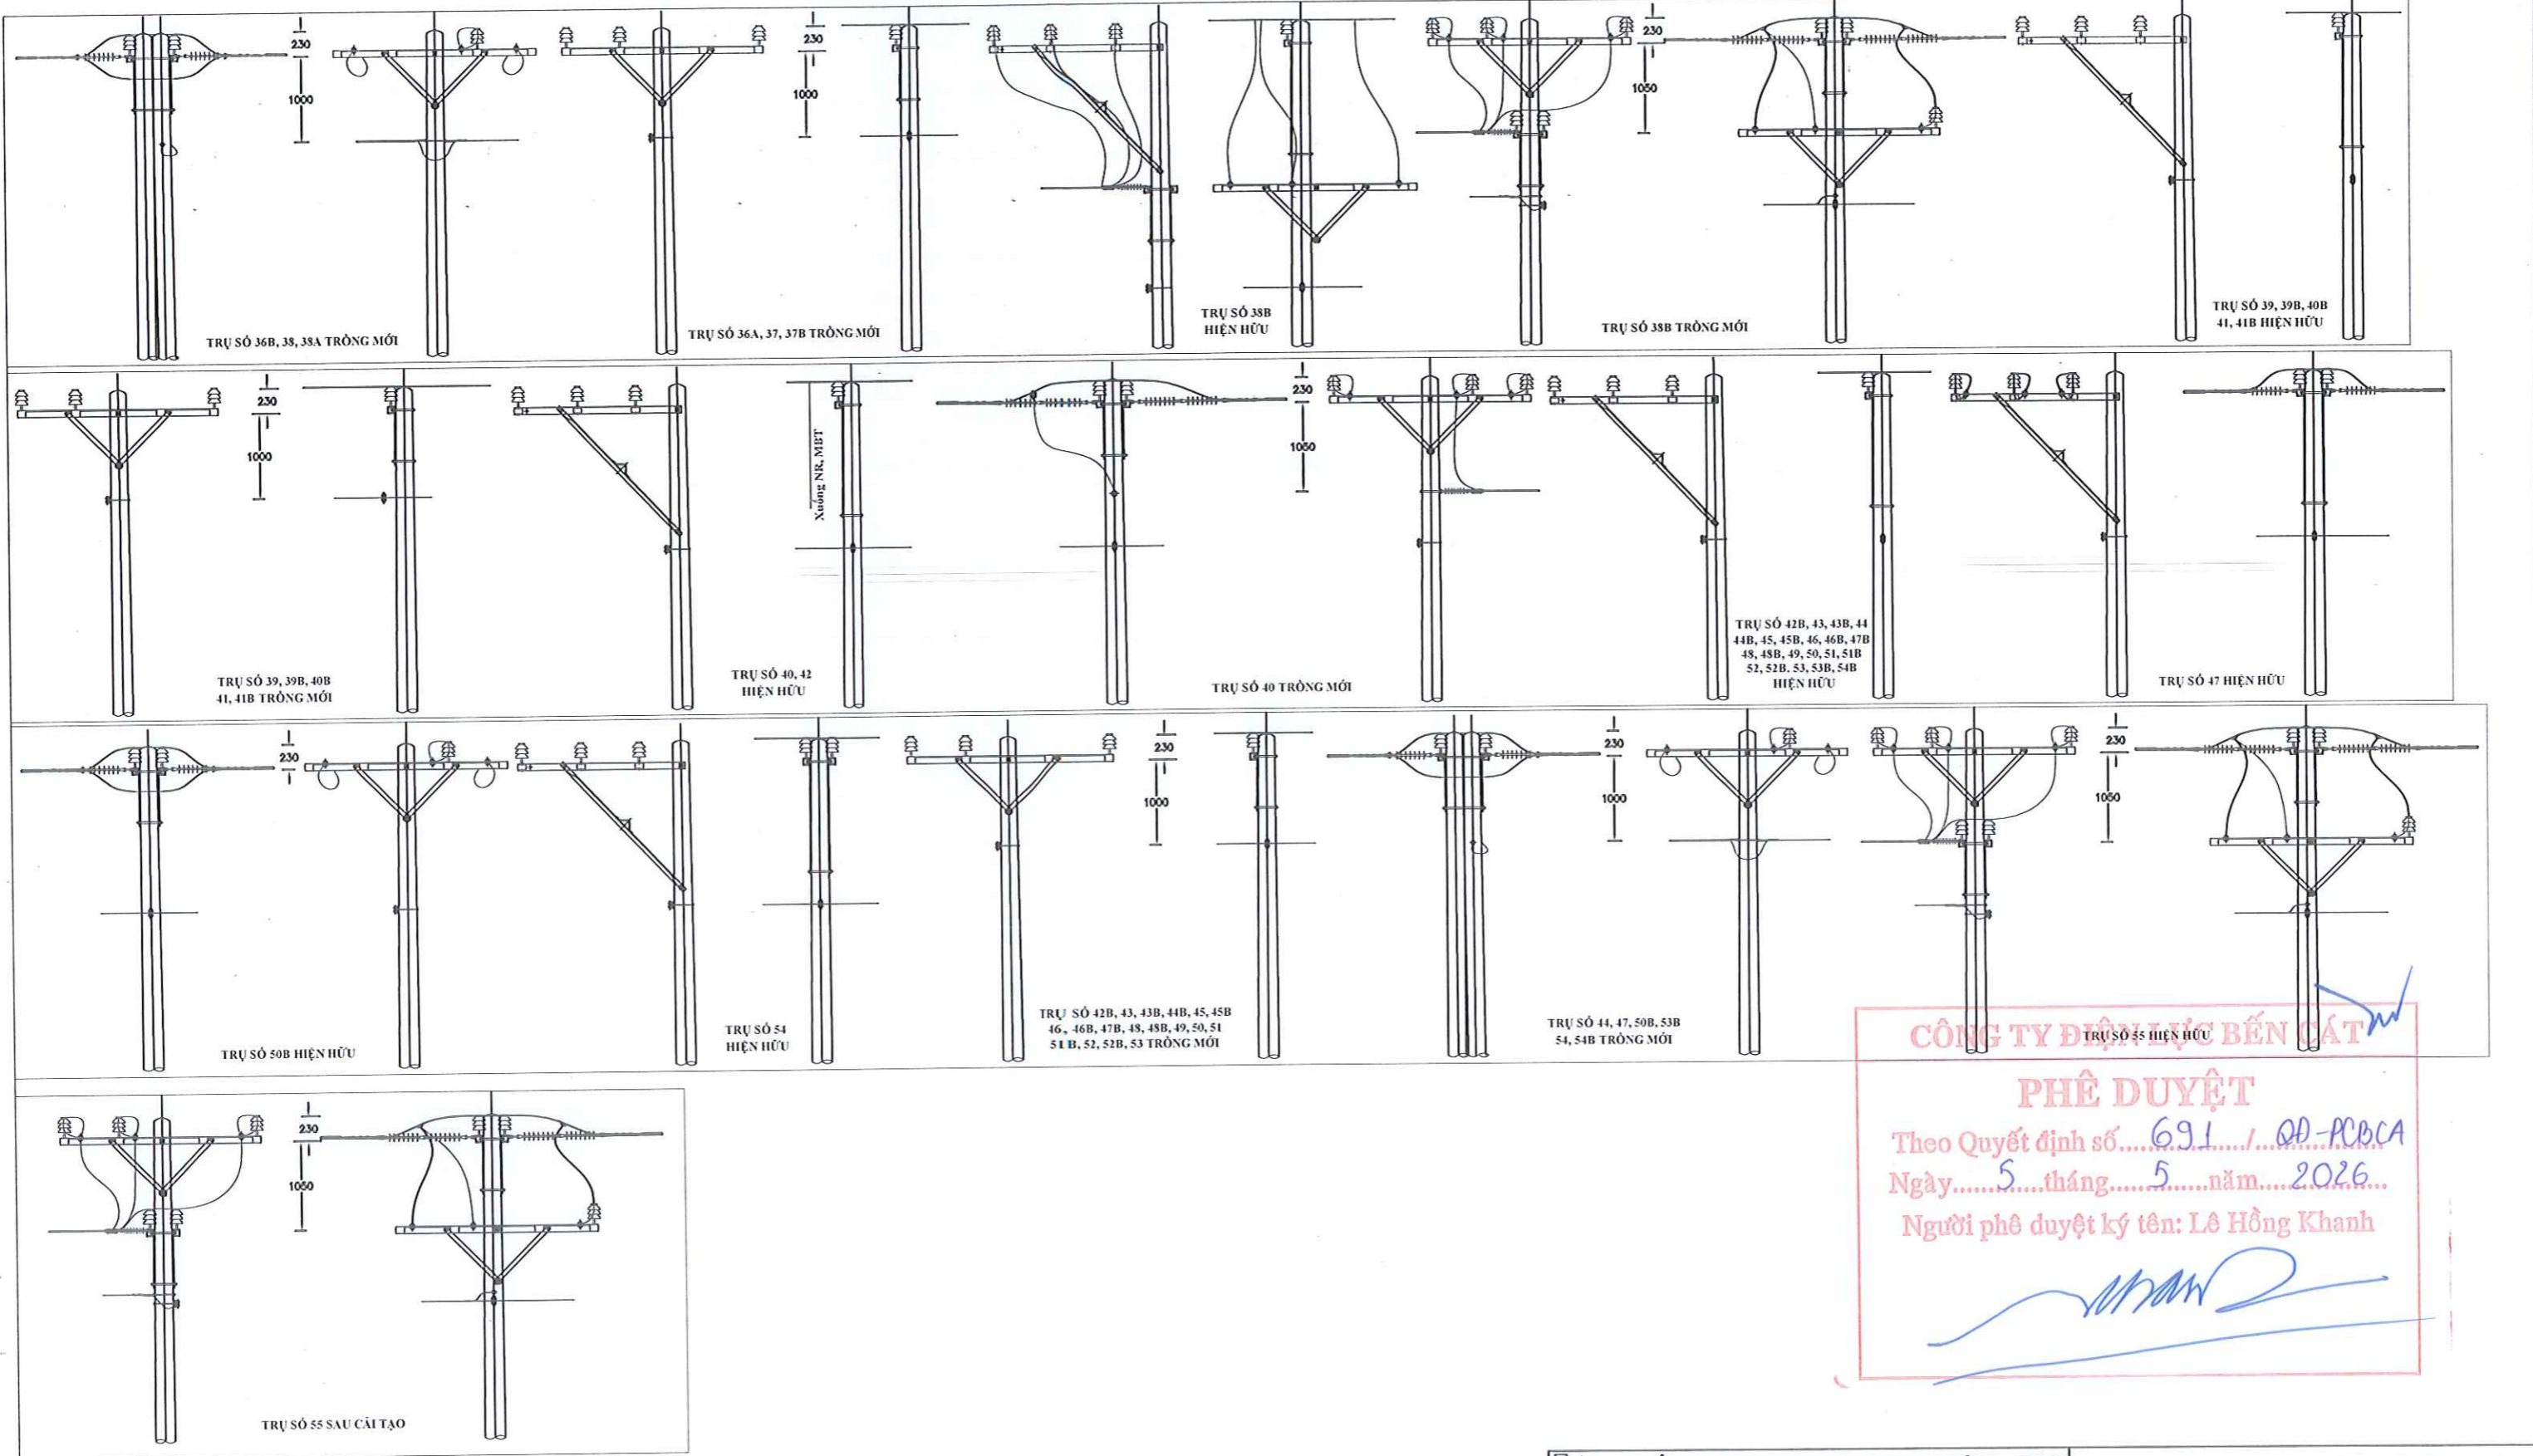 230
1000
TRỤ SỐ 36B, 38, 38A TRỒNG MỚI
230
1000
TRỤ SỐ 36A, 37, 37B TRỒNG MỚI
TRỤ SỐ 38B
HIỆN HỮU
230
1050
TRỤ SỐ 38B TRỒNG MỚI
TRỤ SỐ 39, 39B, 40B
41, 41B HIỆN HỮU
230
1000
TRỤ SỐ 39, 39B, 40B
41, 41B TRỒNG MỚI
Xuống NR, MBT
TRỤ SỐ 40, 42
HIỆN HỮU
230
1050
TRỤ SỐ 40 TRỒNG MỚI
TRỤ SỐ 42B, 43, 43B, 44
44B, 45, 45B, 46, 46B, 47B
48, 48B, 49, 50, 51, 51B
52, 52B, 53, 53B, 54B
HIỆN HỮU
TRỤ SỐ 47 HIỆN HỮU
230
TRỤ SỐ 50B HIỆN HỮU
TRỤ SỐ 54
HIỆN HỮU
230
1000
TRỤ SỐ 42B, 43, 43B, 44B, 45, 45B
46, 46B, 47B, 48, 48B, 49, 50, 51
51B, 52, 52B, 53 TRỒNG MỚI
230
1000
TRỤ SỐ 44, 47, 50B, 53B
54, 54B TRỒNG MỚI
230
1050
TRỤ SỐ 55 HIỆN HỮU
230
1050
TRỤ SỐ 55 SAU CẢI TẠO
CÔNG TY ĐIỆN LỰC BẾN CÁT
PHÊ DUYỆT
Theo Quyết định số....691..../....QĐ-PCBCA
Ngày......5.....tháng......5......năm....2026...
Người phê duyệt ký tên: Lê Hồng Khanh